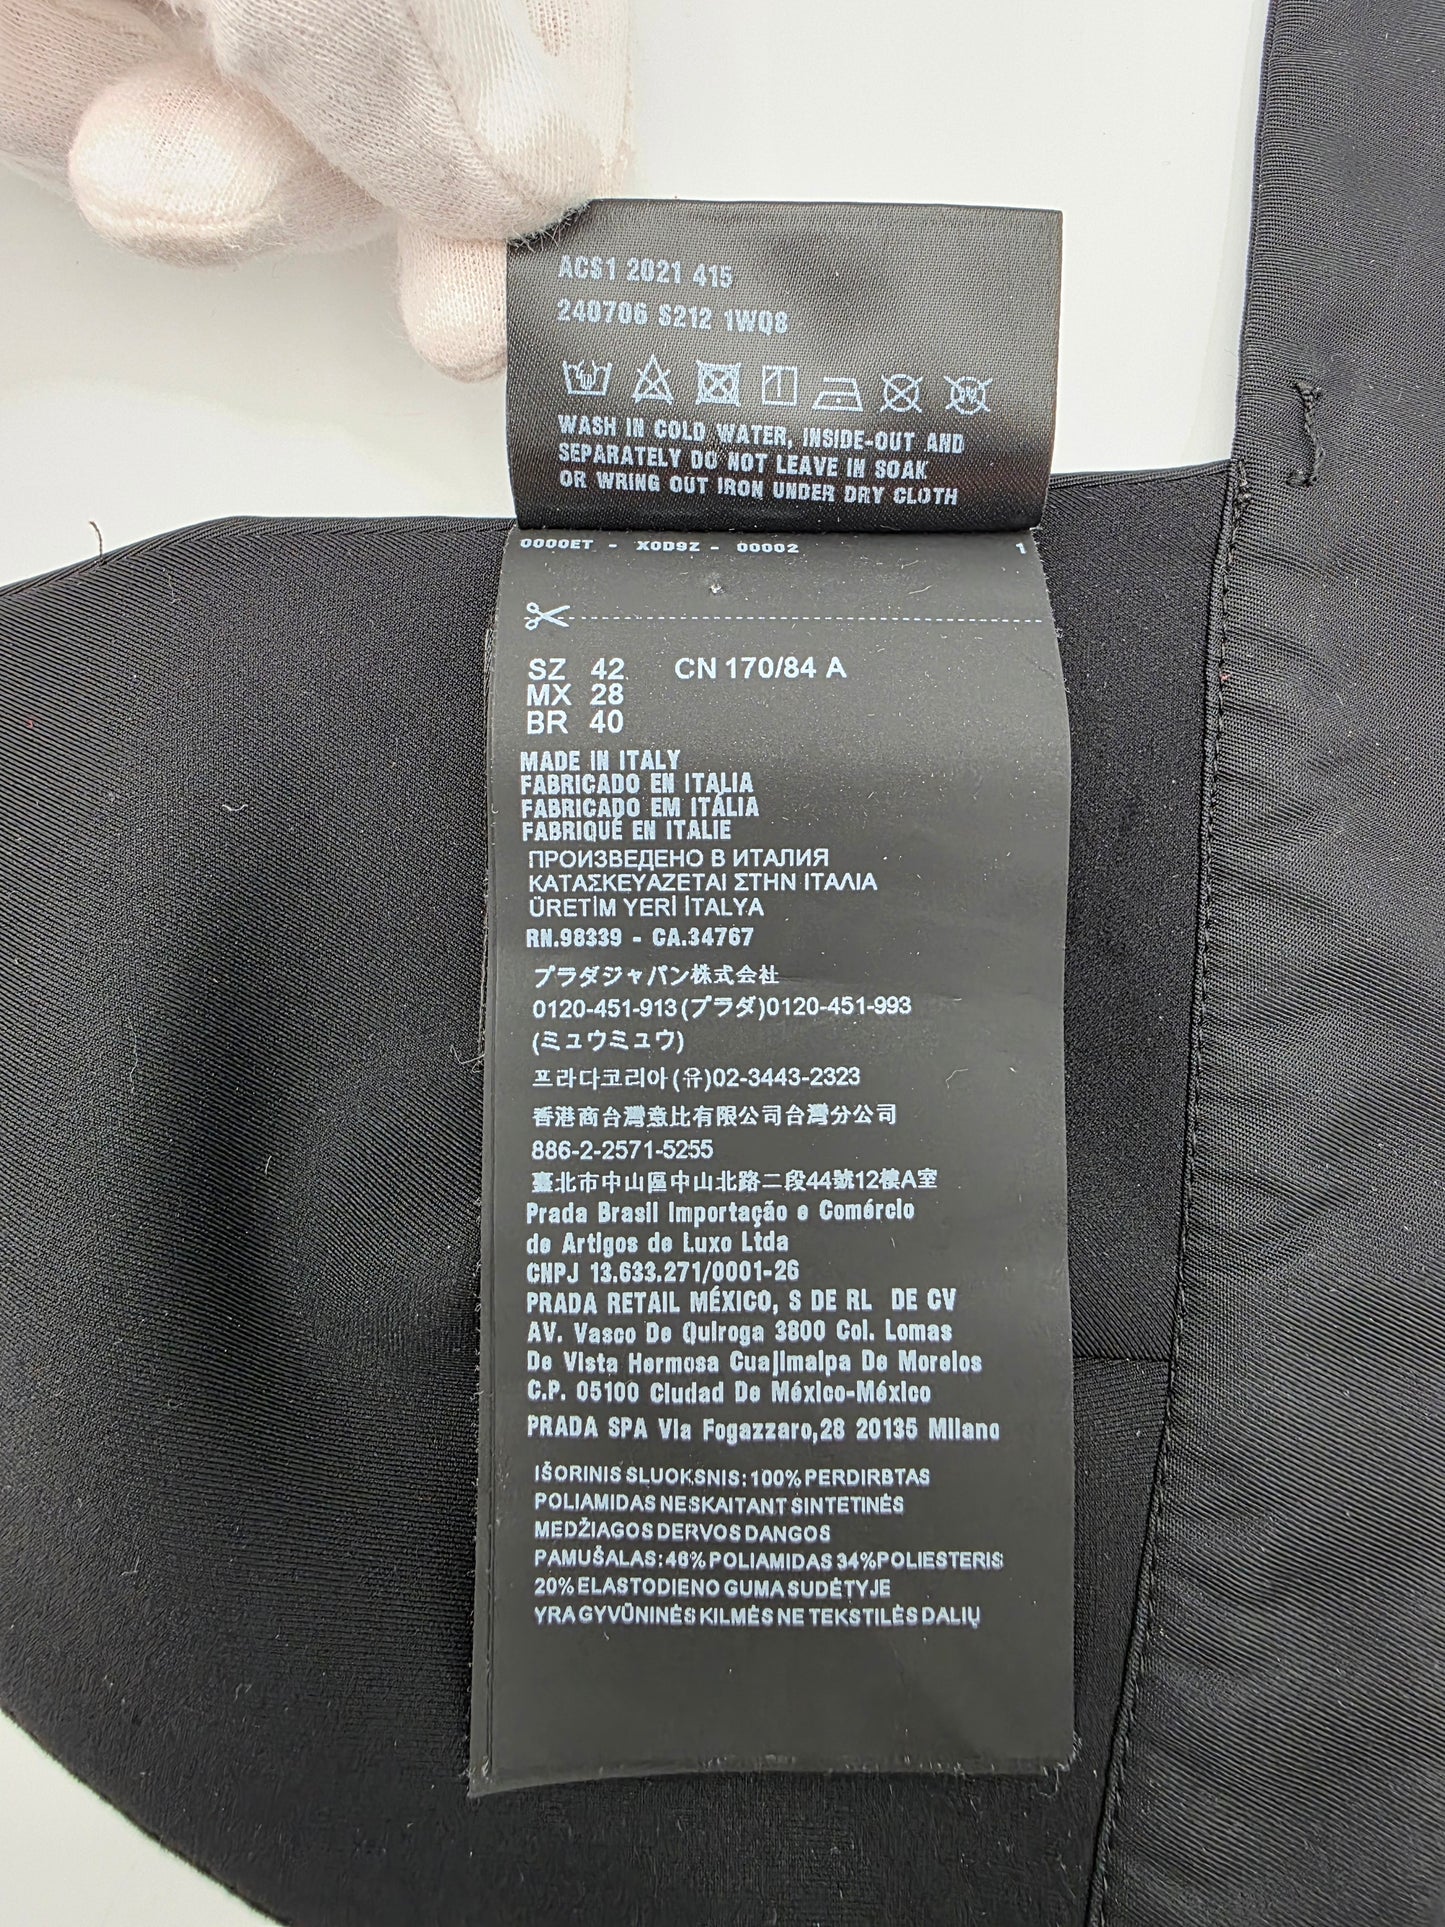 ACS1 2021 415
240706 S212 1WQ8
WASH IN COLD WATER, INSIDE-OUT AND
SEPARATELY DO NOT LEAVE IN SOAK
OR WRING OUT IRON UNDER DRY CLOTH
0000ET - X0D9Z - 00002 1
SZ 42 CN 170/84 A
MX 28
BR 40
MADE IN ITALY
FABRICADO EN ITALIA
FABRICADO EM ITÁLIA
FABRIQUÉ EN ITALIE
ПРОИЗВЕДЕНО В ИТАЛИЯ
ΚΑΤΑΣΚΕΥΑΖΕΤΑΙ ΣΤΗΝ ΙΤΑΛΙΑ
ÜRETİM YERİ İTALYA
RN.98339 - CA.34767
プラダジャパン株式会社
0120-451-913(プラダ)0120-451-993
(ミュウミュウ)
프라다코리아(유)02-3443-2323
香港商台灣意比有限公司台灣分公司
886-2-2571-5255
臺北市中山區中山北路二段44號12樓A室
Prada Brasil Importação e Comércio
de Artigos de Luxo Ltda
CNPJ 13.633.271/0001-26
PRADA RETAIL MÉXICO, S DE RL DE CV
AV. Vasco De Quiroga 3800 Col. Lomas
De Vista Hermosa Cuajimalpa De Morelos
C.P. 05100 Ciudad De México-México
PRADA SPA Via Fogazzaro,28 20135 Milano
IŠORINIS SLUOKSNIS: 100% PERDIRBTAS
POLIAMIDAS NESKAITANT SINTETINĖS
MEDŽIAGOS DERVOS DANGOS
PAMUŠALAS: 46% POLIAMIDAS 34%POLIESTERIS
20% ELASTODIENO GUMA SUDĖTYJE
YRA GYVŪNINĖS KILMĖS NE TEKSTILĖS DALIŲ